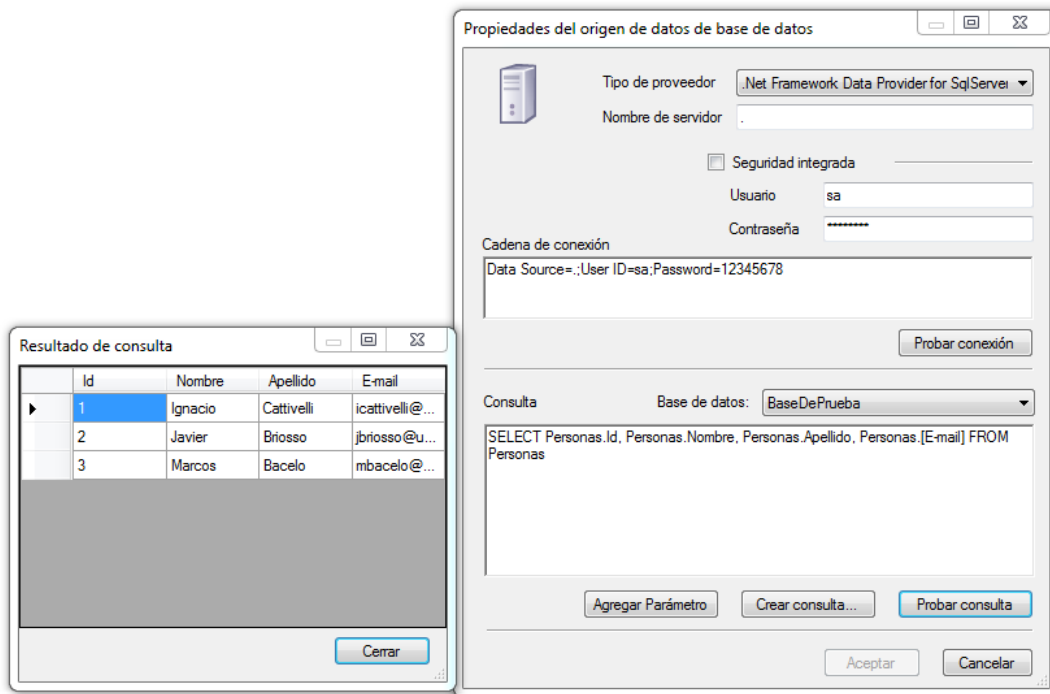 Propiedades del origen de datos de base de datos
Tipo de proveedor .Net Framework Data Provider for SqlServer
Nombre de servidor .
Seguridad integrada
Usuario sa
Contraseña ********
Cadena de conexión
Data Source=.;User ID=sa;Password=12345678
Probar conexión
Consulta Base de datos: BaseDePrueba
SELECT Personas.Id, Personas.Nombre, Personas.Apellido, Personas.[E-mail] FROM
Personas
Agregar Parámetro Crear consulta... Probar consulta
Aceptar Cancelar
Resultado de consulta
Id Nombre Apellido E-mail
1 Ignacio Cattivelli icattivelli@...
2 Javier Briosso jbriosso@u...
3 Marcos Bacelo mbacelo@...
Cerrar